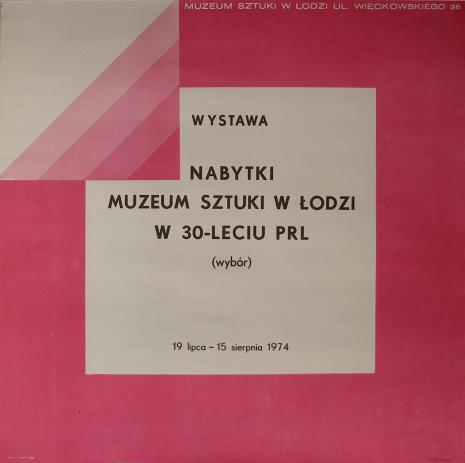 MUZEUM SZTUKI W ŁODZI UL. WIĘCKOWSKIEGO 36
WYSTAWA
NABYTKI
MUZEUM SZTUKI W ŁODZI
W 30-LECIU PRL
(wybór)
19 lipca – 15 sierpnia 1974